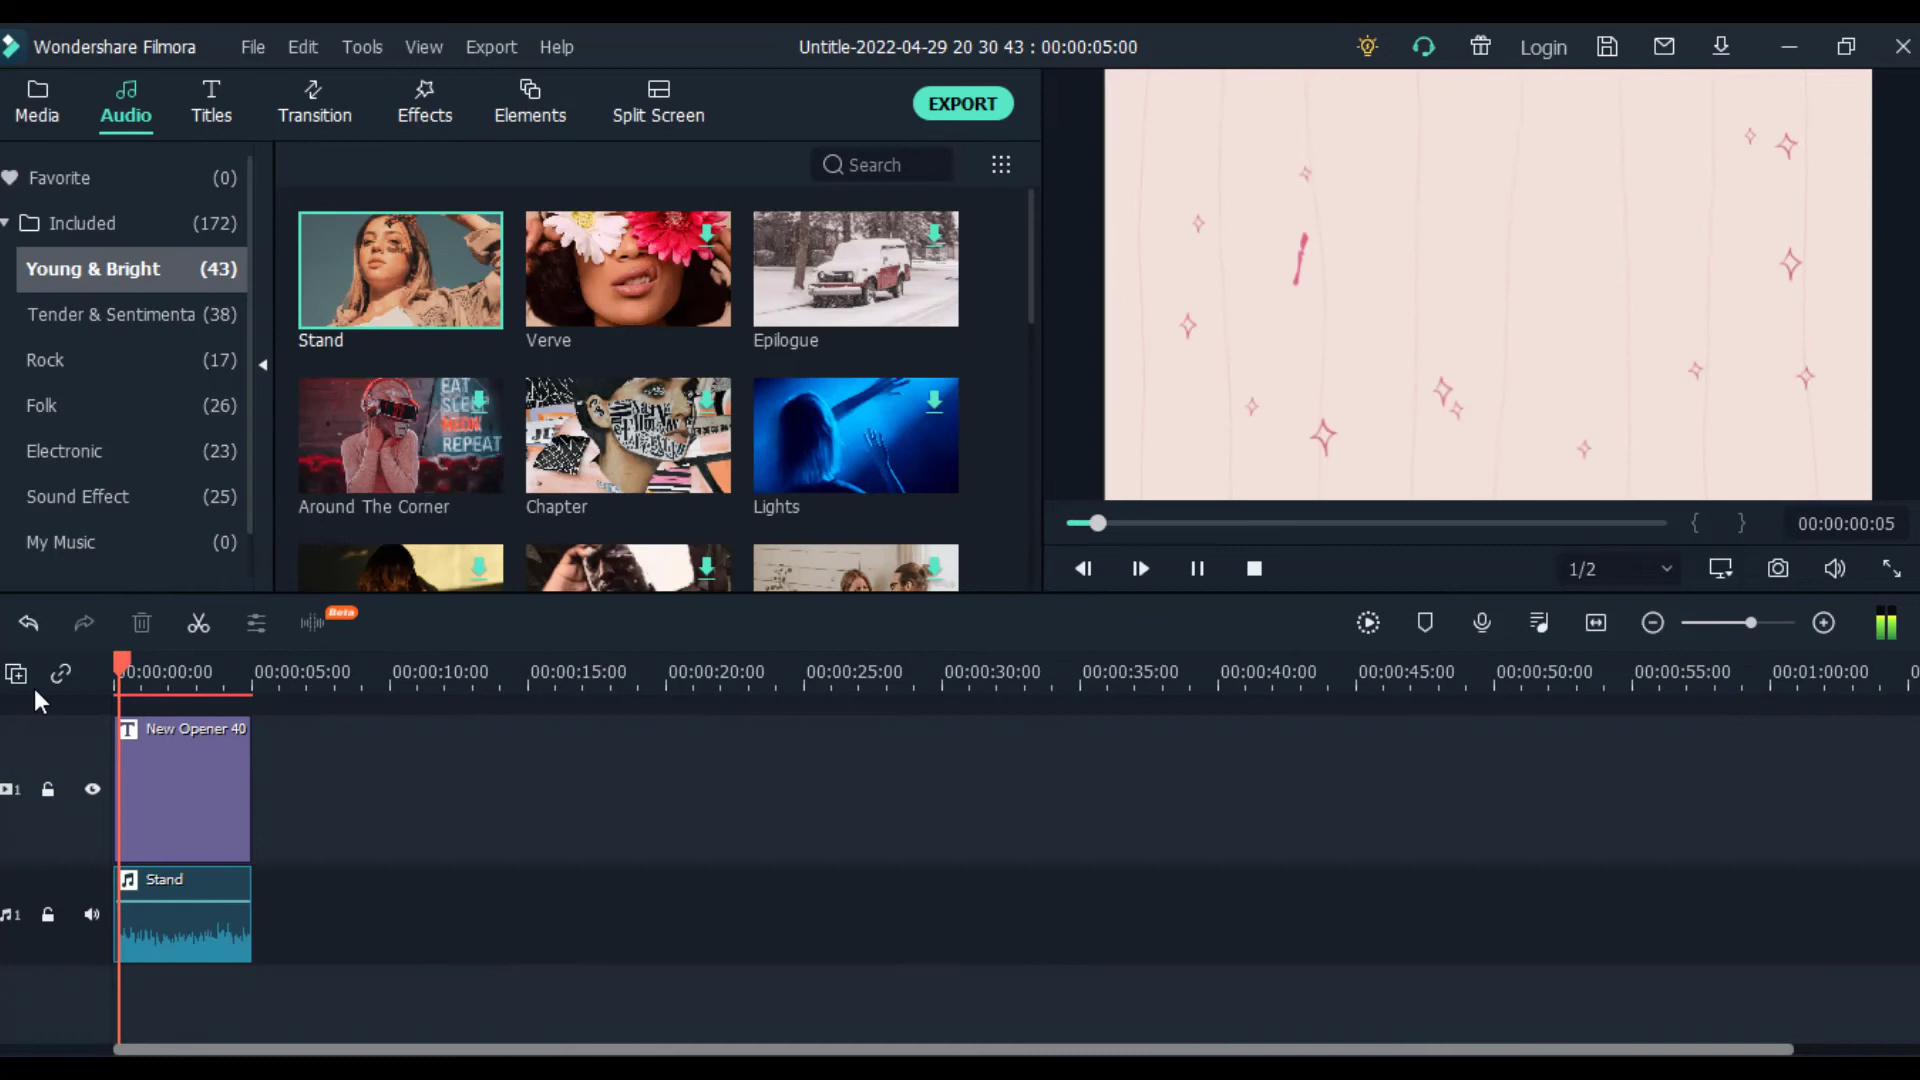 Wondershare Filmora File Edit Tools View Export Help Untitle-2022-04-29 20 30 43 : 00:00:05:00 Login
Media Audio Titles Transition Effects Elements Split Screen EXPORT
Search
Favorite (0)
Included (172)
Young & Bright (43)
Tender & Sentimenta (38)
Rock (17)
Folk (26)
Electronic (23)
Sound Effect (25)
My Music (0)
Stand Verve Epilogue
EAT
SLEEP
NEON
REPEAT
Around The Corner Chapter Lights
00:00:00:05
1/2
Beta
00:00:00:00 00:00:05:00 00:00:10:00 00:00:15:00 00:00:20:00 00:00:25:00 00:00:30:00 00:00:35:00 00:00:40:00 00:00:45:00 00:00:50:00 00:00:55:00 00:01:00:00 0
T New Opener 40
1
Stand
1